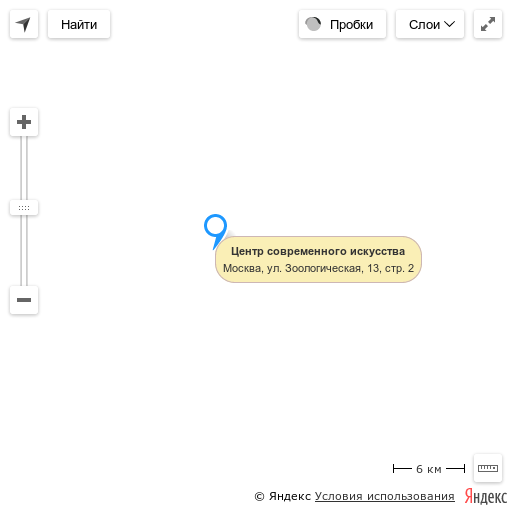 Найти
Пробки
Слои
Центр современного искусства
Москва, ул. Зоологическая, 13, стр. 2
6 км
© Яндекс Условия использования
Яндекс